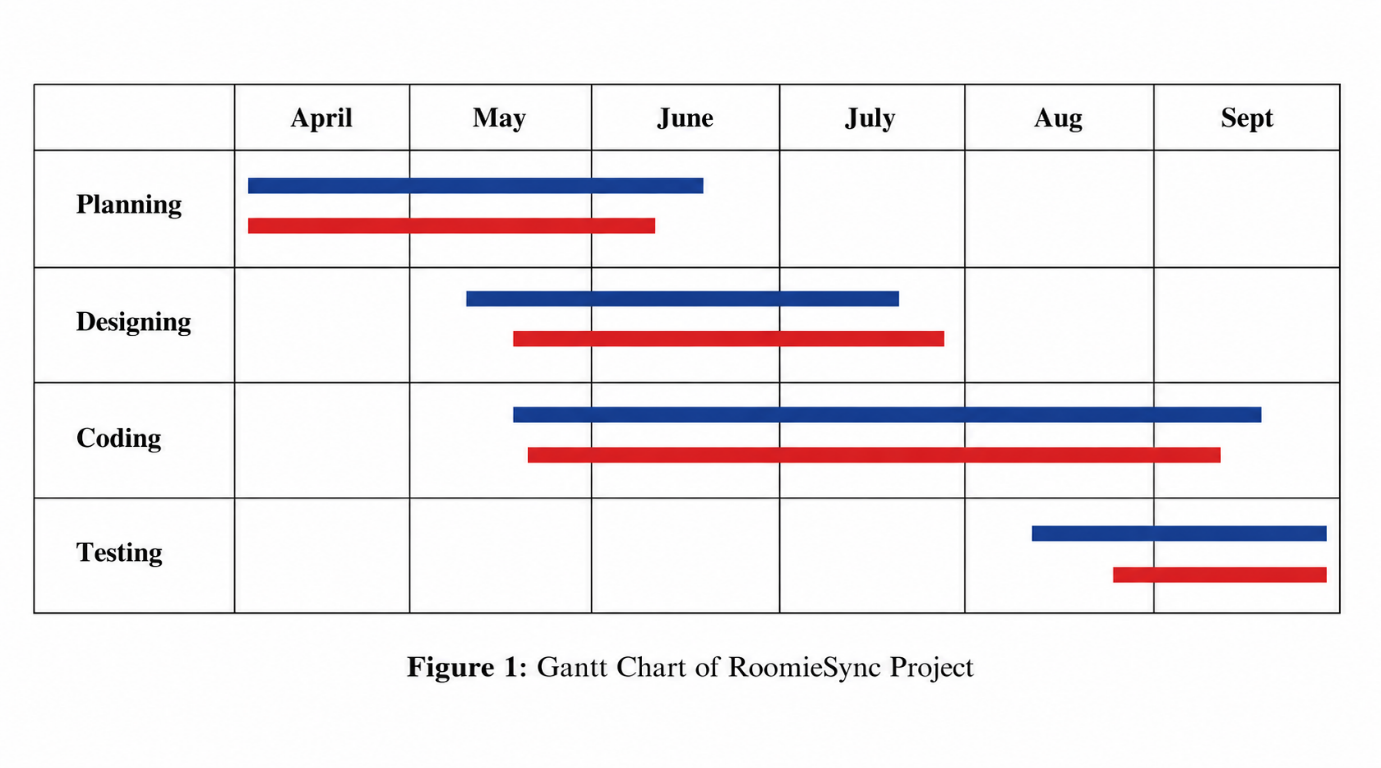 April May June July Aug Sept
Planning
Designing
Coding
Testing
Figure 1: Gantt Chart of RoomieSync Project